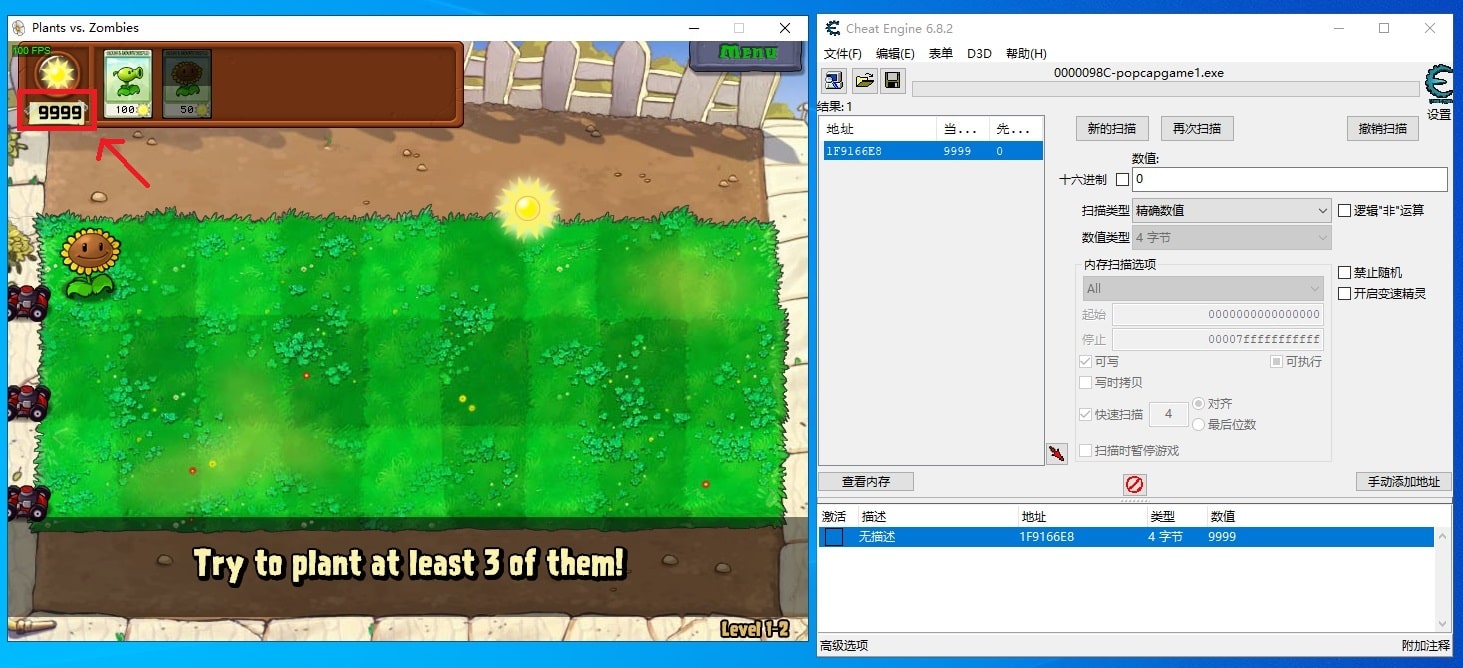 Plants vs. Zombies
100 FPS
Menu
9999
100
50
Try to plant at least 3 of them!
Level 1-2
Cheat Engine 6.8.2
文件(F) 编辑(E) 表单 D3D 帮助(H)
0000098C-popcapgame1.exe
设置
结果: 1
地址 当... 先...
1F9166E8 9999 0
新的扫描 再次扫描 撤销扫描
数值:
十六进制 0
扫描类型 精确数值 逻辑"非"运算
数值类型 4 字节
内存扫描选项
All
禁止随机
开启变速精灵
起始 0000000000000000
停止 00007fffffffffff
可写 可执行
写时拷贝
快速扫描 4 对齐
最后位数
扫描时暂停游戏
查看内存 手动添加地址
激活 描述 地址 类型 数值
无描述 1F9166E8 4 字节 9999
高级选项 附加注释